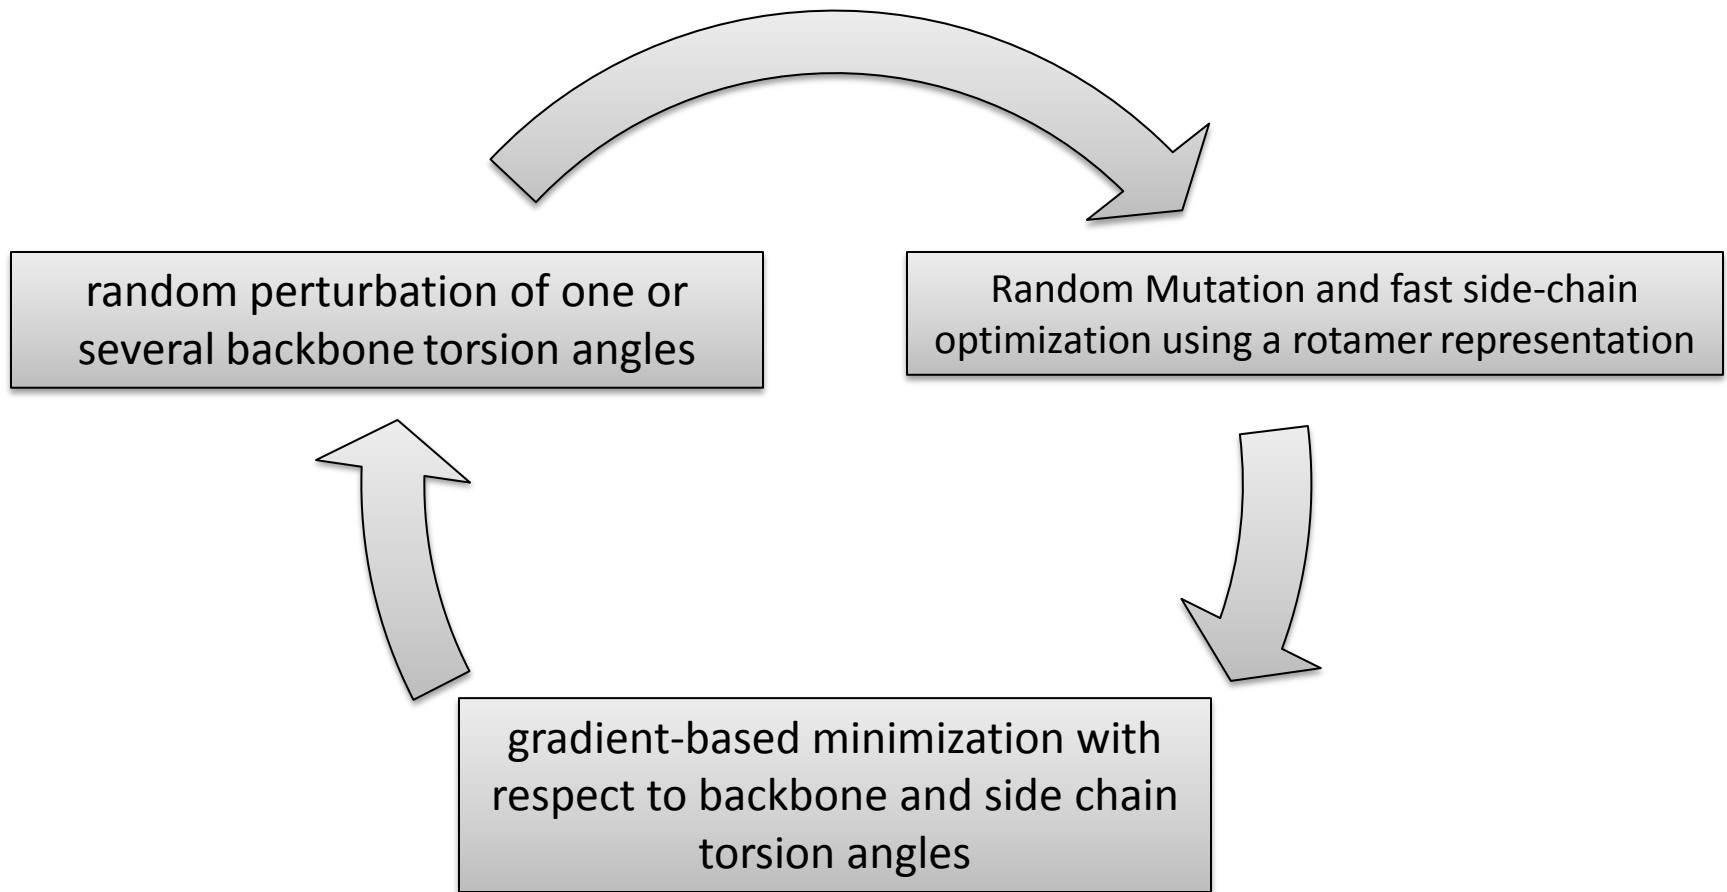 random perturbation of one or
several backbone torsion angles
Random Mutation and fast side-chain
optimization using a rotamer representation
gradient-based minimization with
respect to backbone and side chain
torsion angles